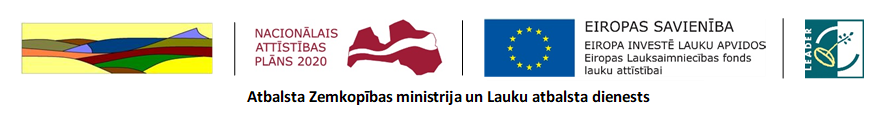 NACIONĀLAIS
ATTĪSTĪBAS
PLĀNS 2020
EIROPAS SAVIENĪBA
EIROPA INVESTĒ LAUKU APVIDOS
Eiropas Lauksaimniecības fonds
lauku attīstībai
LEADER
Atbalsta Zemkopības ministrija un Lauku atbalsta dienests